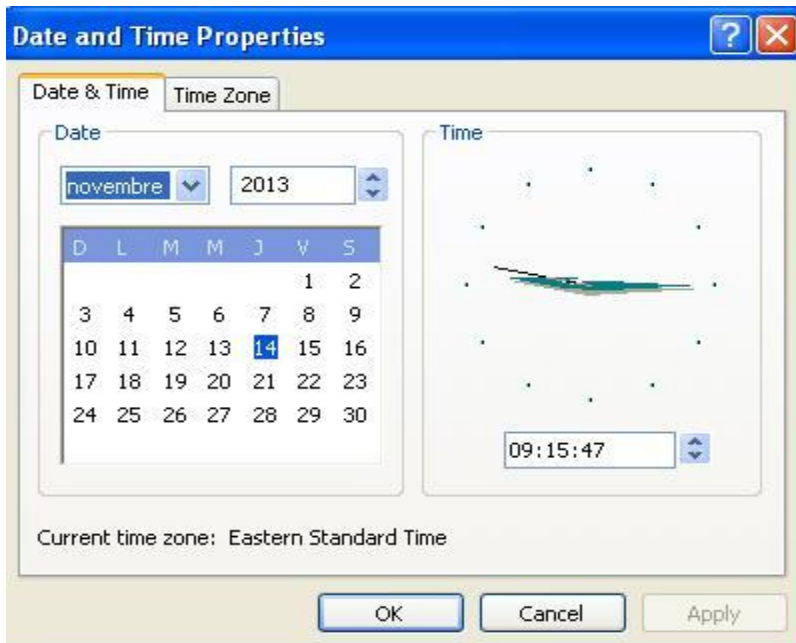 Date and Time Properties
Date & Time
Time Zone
Date
novembre
2013
D L M M J V S
1 2
3 4 5 6 7 8 9
10 11 12 13 14 15 16
17 18 19 20 21 22 23
24 25 26 27 28 29 30
Time
09:15:47
Current time zone: Eastern Standard Time
OK
Cancel
Apply